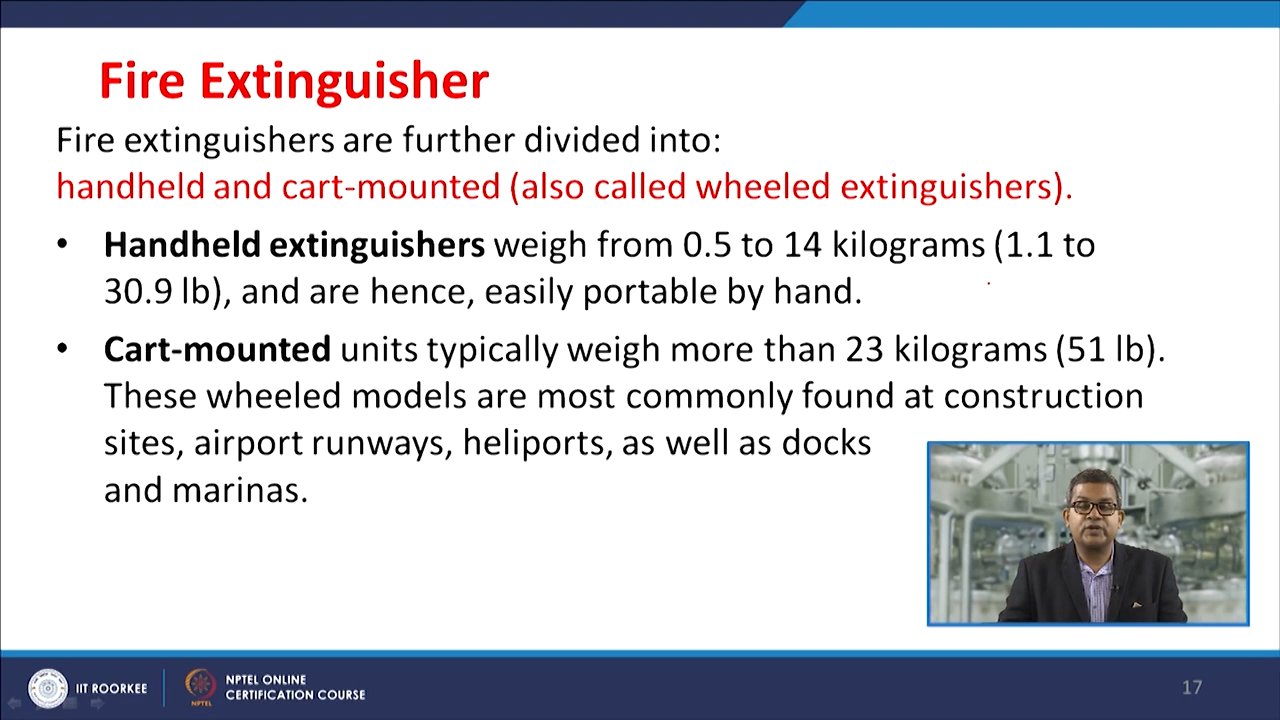 Fire Extinguisher
Fire extinguishers are further divided into:
handheld and cart-mounted (also called wheeled extinguishers).
• Handheld extinguishers weigh from 0.5 to 14 kilograms (1.1 to
30.9 lb), and are hence, easily portable by hand.
• Cart-mounted units typically weigh more than 23 kilograms (51 lb).
These wheeled models are most commonly found at construction
sites, airport runways, heliports, as well as docks
and marinas.
IIT ROORKEE
NPTEL
NPTEL ONLINE
CERTIFICATION COURSE
17